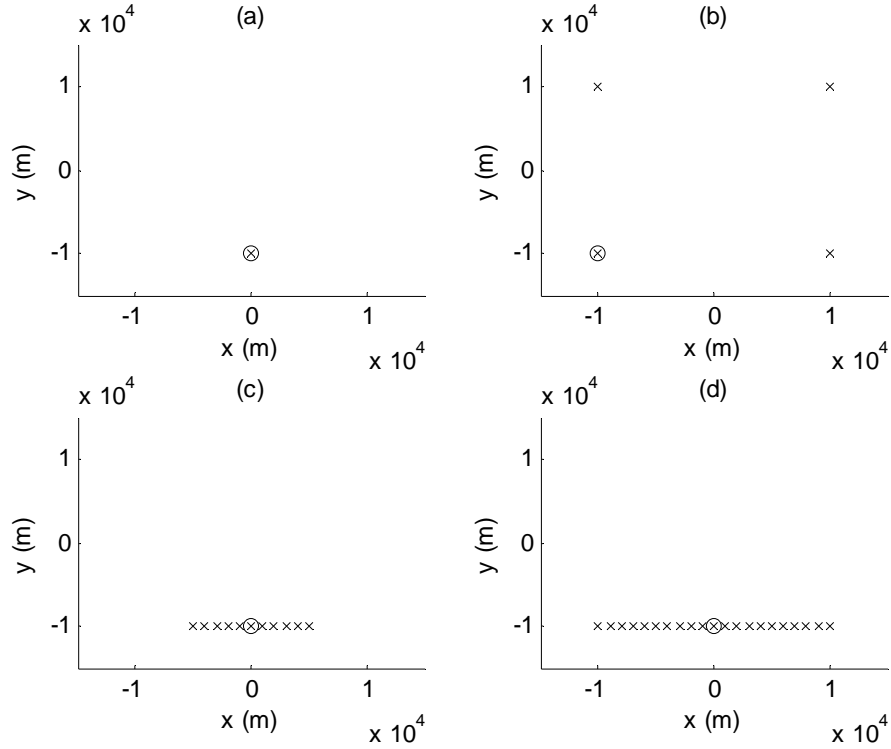 x 10^4 (a)
1
0
-1
y (m)
-1 0 1
x (m)
x 10^4
x 10^4 (b)
1
0
-1
y (m)
-1 0 1
x (m)
x 10^4
x 10^4 (c)
1
0
-1
y (m)
-1 0 1
x (m)
x 10^4
x 10^4 (d)
1
0
-1
y (m)
-1 0 1
x (m)
x 10^4